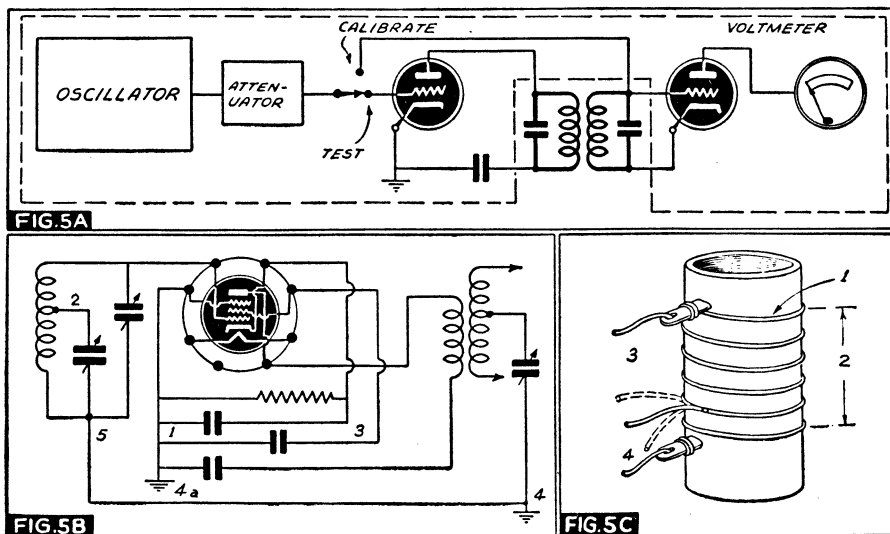 CALIBRATE
VOLTMETER
OSCILLATOR
ATTEN-
UATOR
TEST
FIG.5A
2
5
1
3
4a
4
FIG.5B
1
2
3
4
FIG.5C